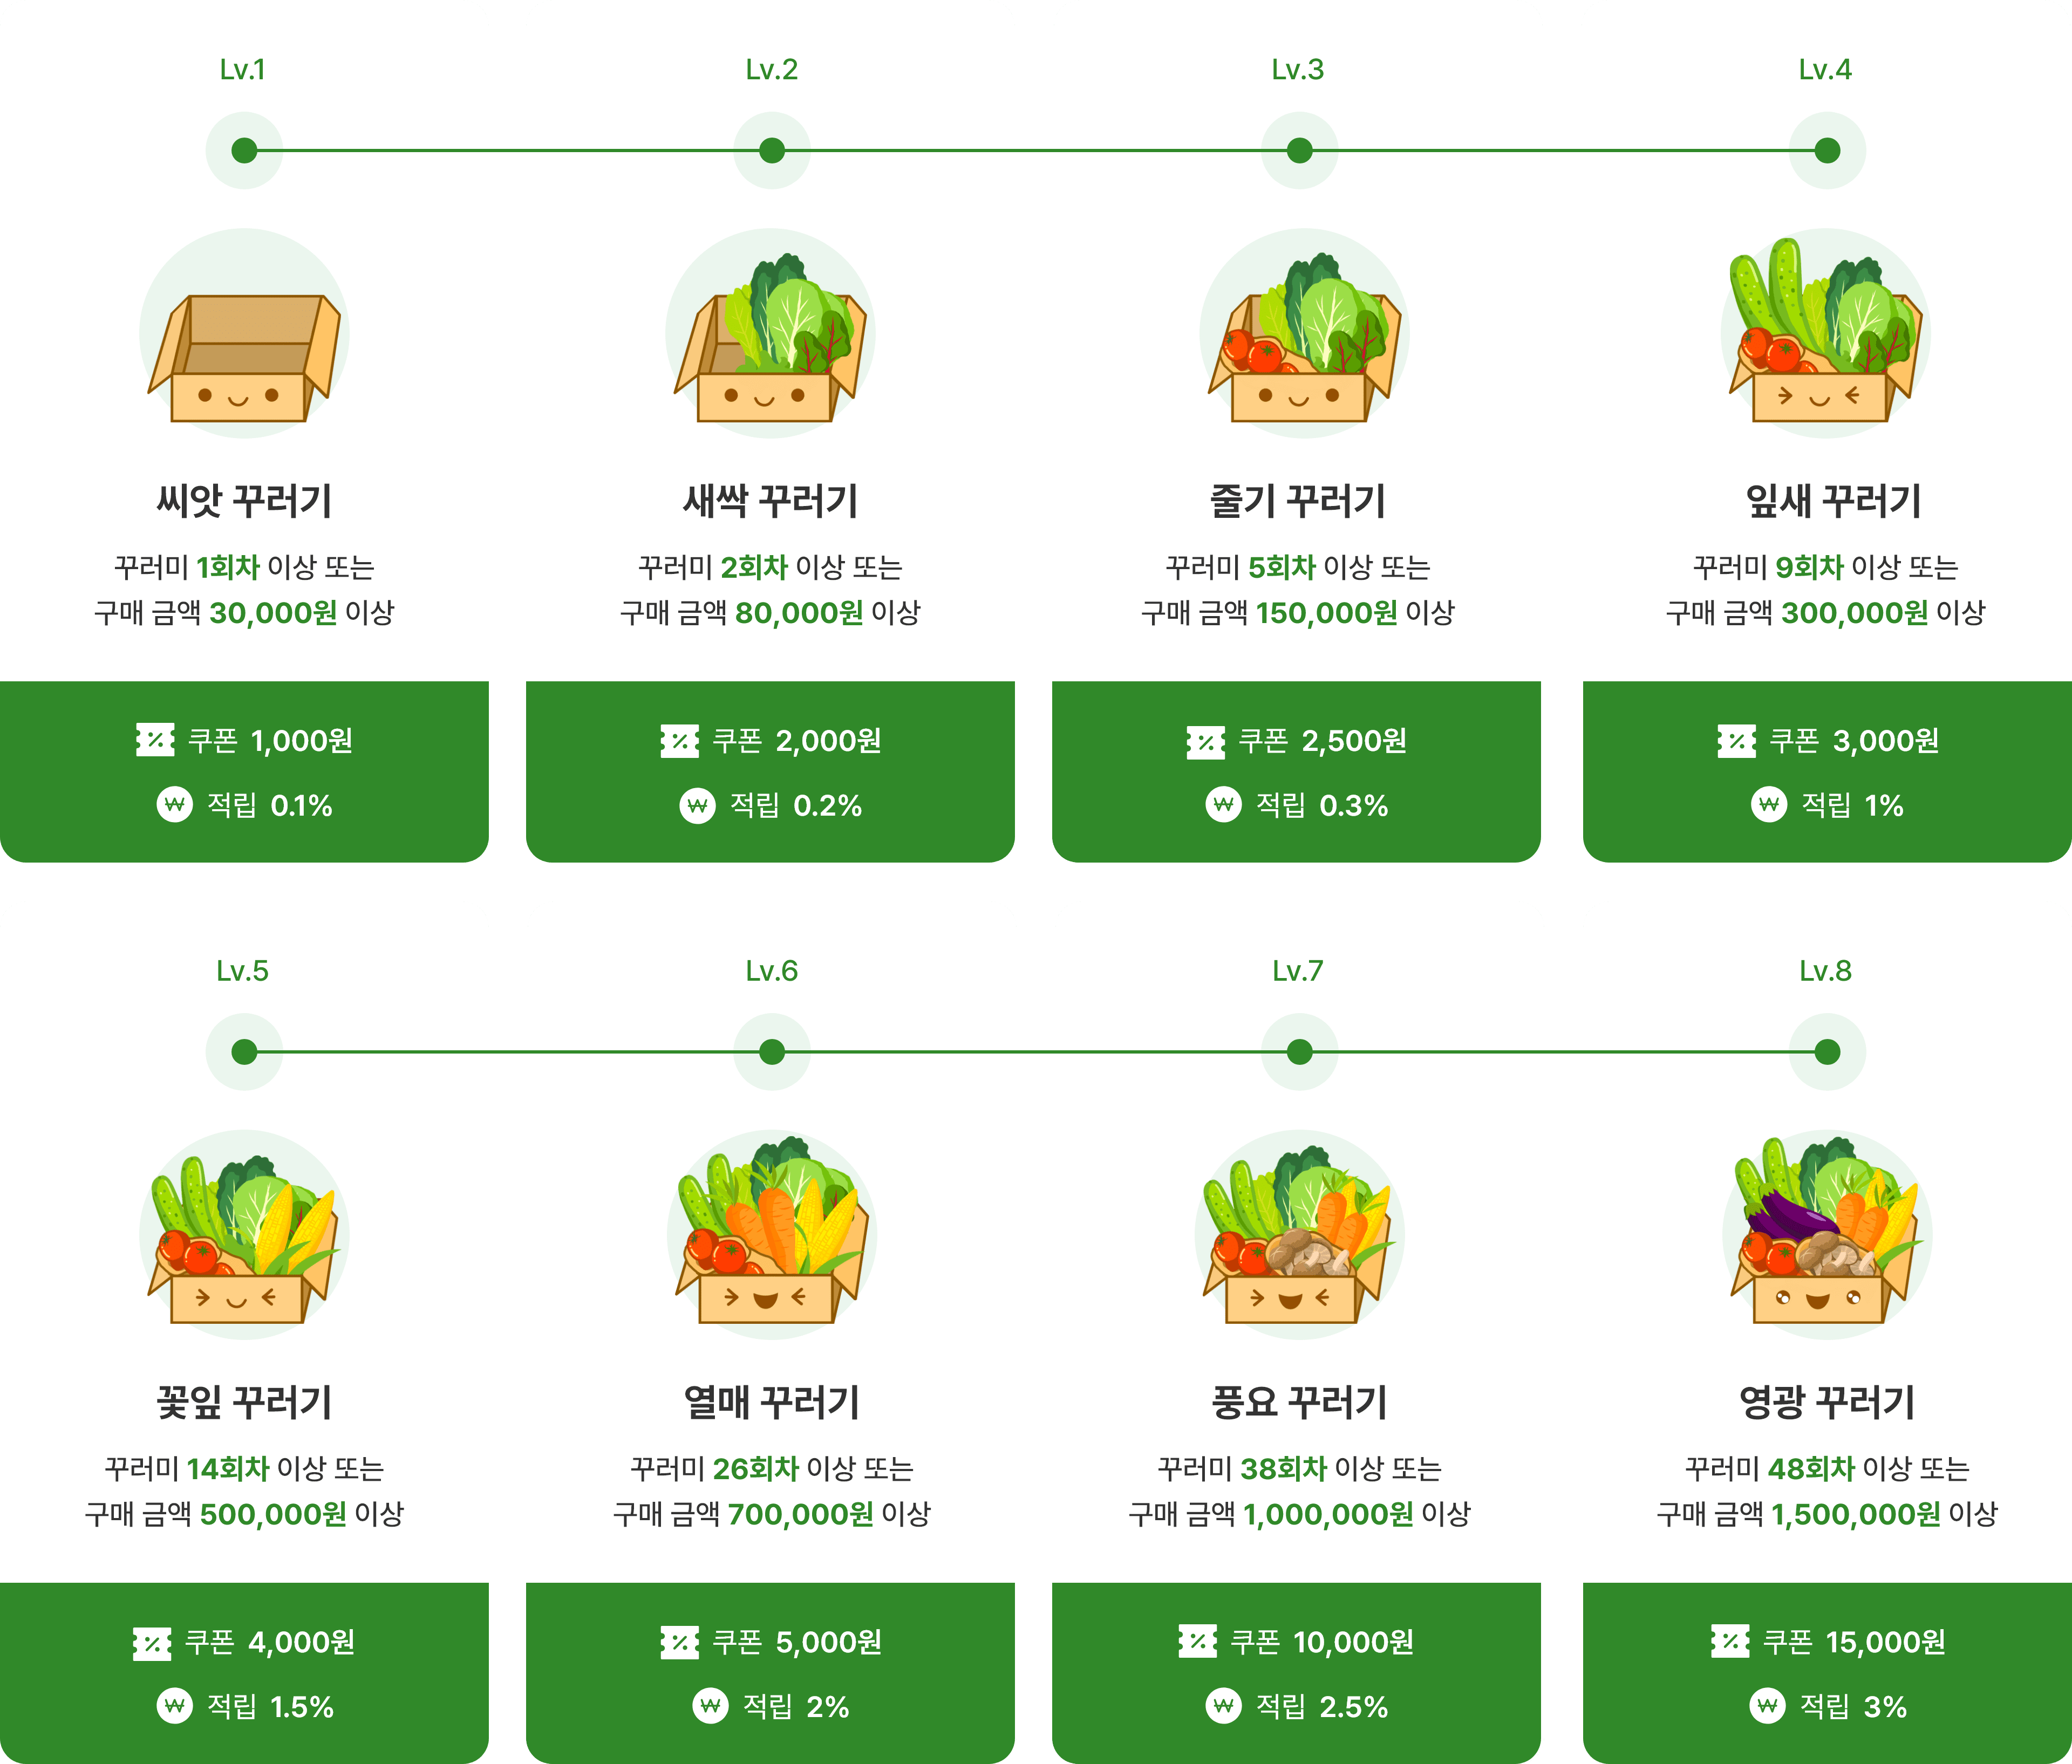 Lv.1
Lv.2
Lv.3
Lv.4
씨앗 꾸러기
꾸러미 1회차 이상 또는
구매 금액 30,000원 이상
쿠폰 1,000원
적립 0.1%
새싹 꾸러기
꾸러미 2회차 이상 또는
구매 금액 80,000원 이상
쿠폰 2,000원
적립 0.2%
줄기 꾸러기
꾸러미 5회차 이상 또는
구매 금액 150,000원 이상
쿠폰 2,500원
적립 0.3%
잎새 꾸러기
꾸러미 9회차 이상 또는
구매 금액 300,000원 이상
쿠폰 3,000원
적립 1%
Lv.5
Lv.6
Lv.7
Lv.8
꽃잎 꾸러기
꾸러미 14회차 이상 또는
구매 금액 500,000원 이상
쿠폰 4,000원
적립 1.5%
열매 꾸러기
꾸러미 26회차 이상 또는
구매 금액 700,000원 이상
쿠폰 5,000원
적립 2%
풍요 꾸러기
꾸러미 38회차 이상 또는
구매 금액 1,000,000원 이상
쿠폰 10,000원
적립 2.5%
영광 꾸러기
꾸러미 48회차 이상 또는
구매 금액 1,500,000원 이상
쿠폰 15,000원
적립 3%